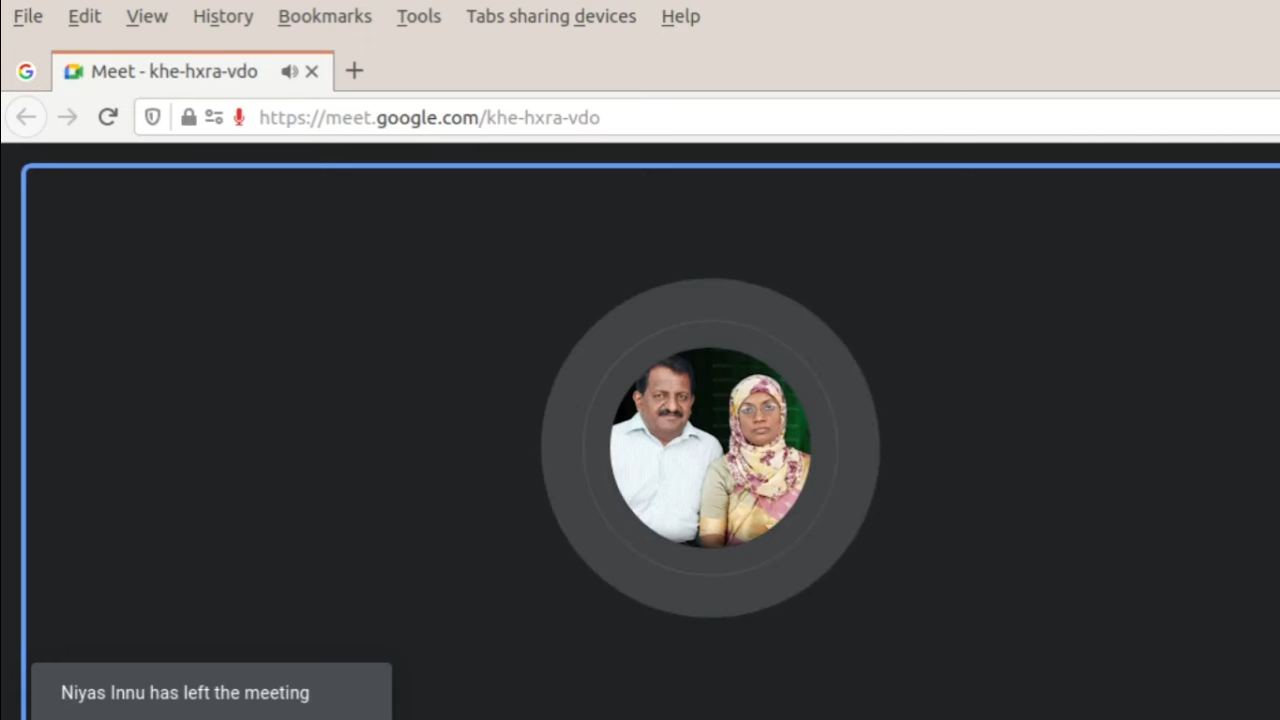 File Edit View History Bookmarks Tools Tabs sharing devices Help
Meet - khe-hxra-vdo
https://meet.google.com/khe-hxra-vdo
Niyas Innu has left the meeting